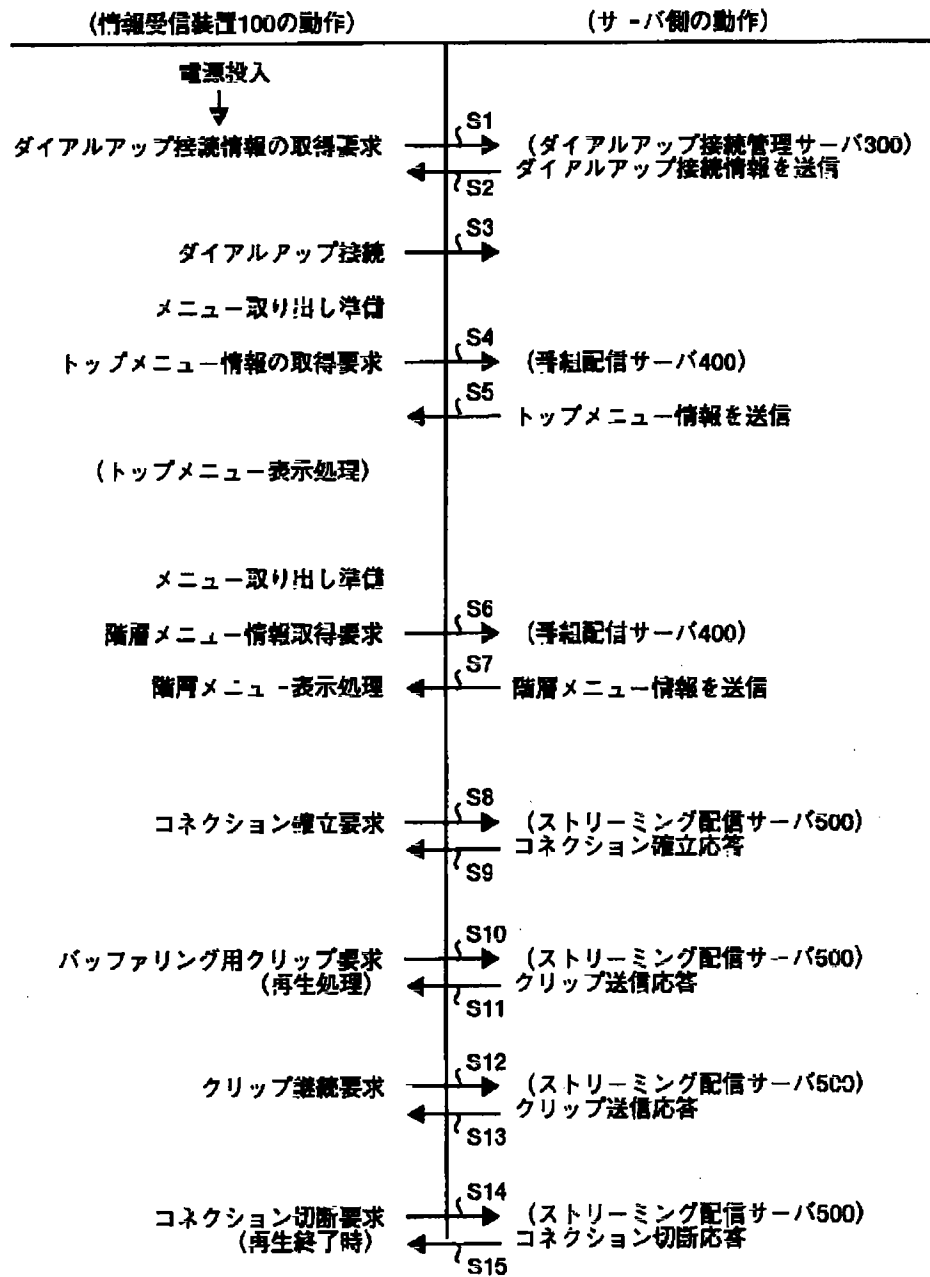 (情報受信装置100の動作)
(サーバ側の動作)
電源投入
S1
ダイアルアップ接続情報の取得要求
(ダイアルアップ接続管理サーバ300)
ダイアルアップ接続情報を送信
S2
S3
ダイアルアップ接続
メニュー取り出し準備
S4
トップメニュー情報の取得要求
(番組配信サーバ400)
S5
トップメニュー情報を送信
(トップメニュー表示処理)
メニュー取り出し準備
S6
階層メニュー情報取得要求
(番組配信サーバ400)
S7
階層メニュー表示処理
階層メニュー情報を送信
S8
コネクション確立要求
(ストリーミング配信サーバ500)
コネクション確立応答
S9
S10
バッファリング用クリップ要求
(ストリーミング配信サーバ500)
(再生処理)
クリップ送信応答
S11
S12
クリップ継続要求
(ストリーミング配信サーバ500)
クリップ送信応答
S13
S14
コネクション切断要求
(ストリーミング配信サーバ500)
(再生終了時)
コネクション切断応答
S15